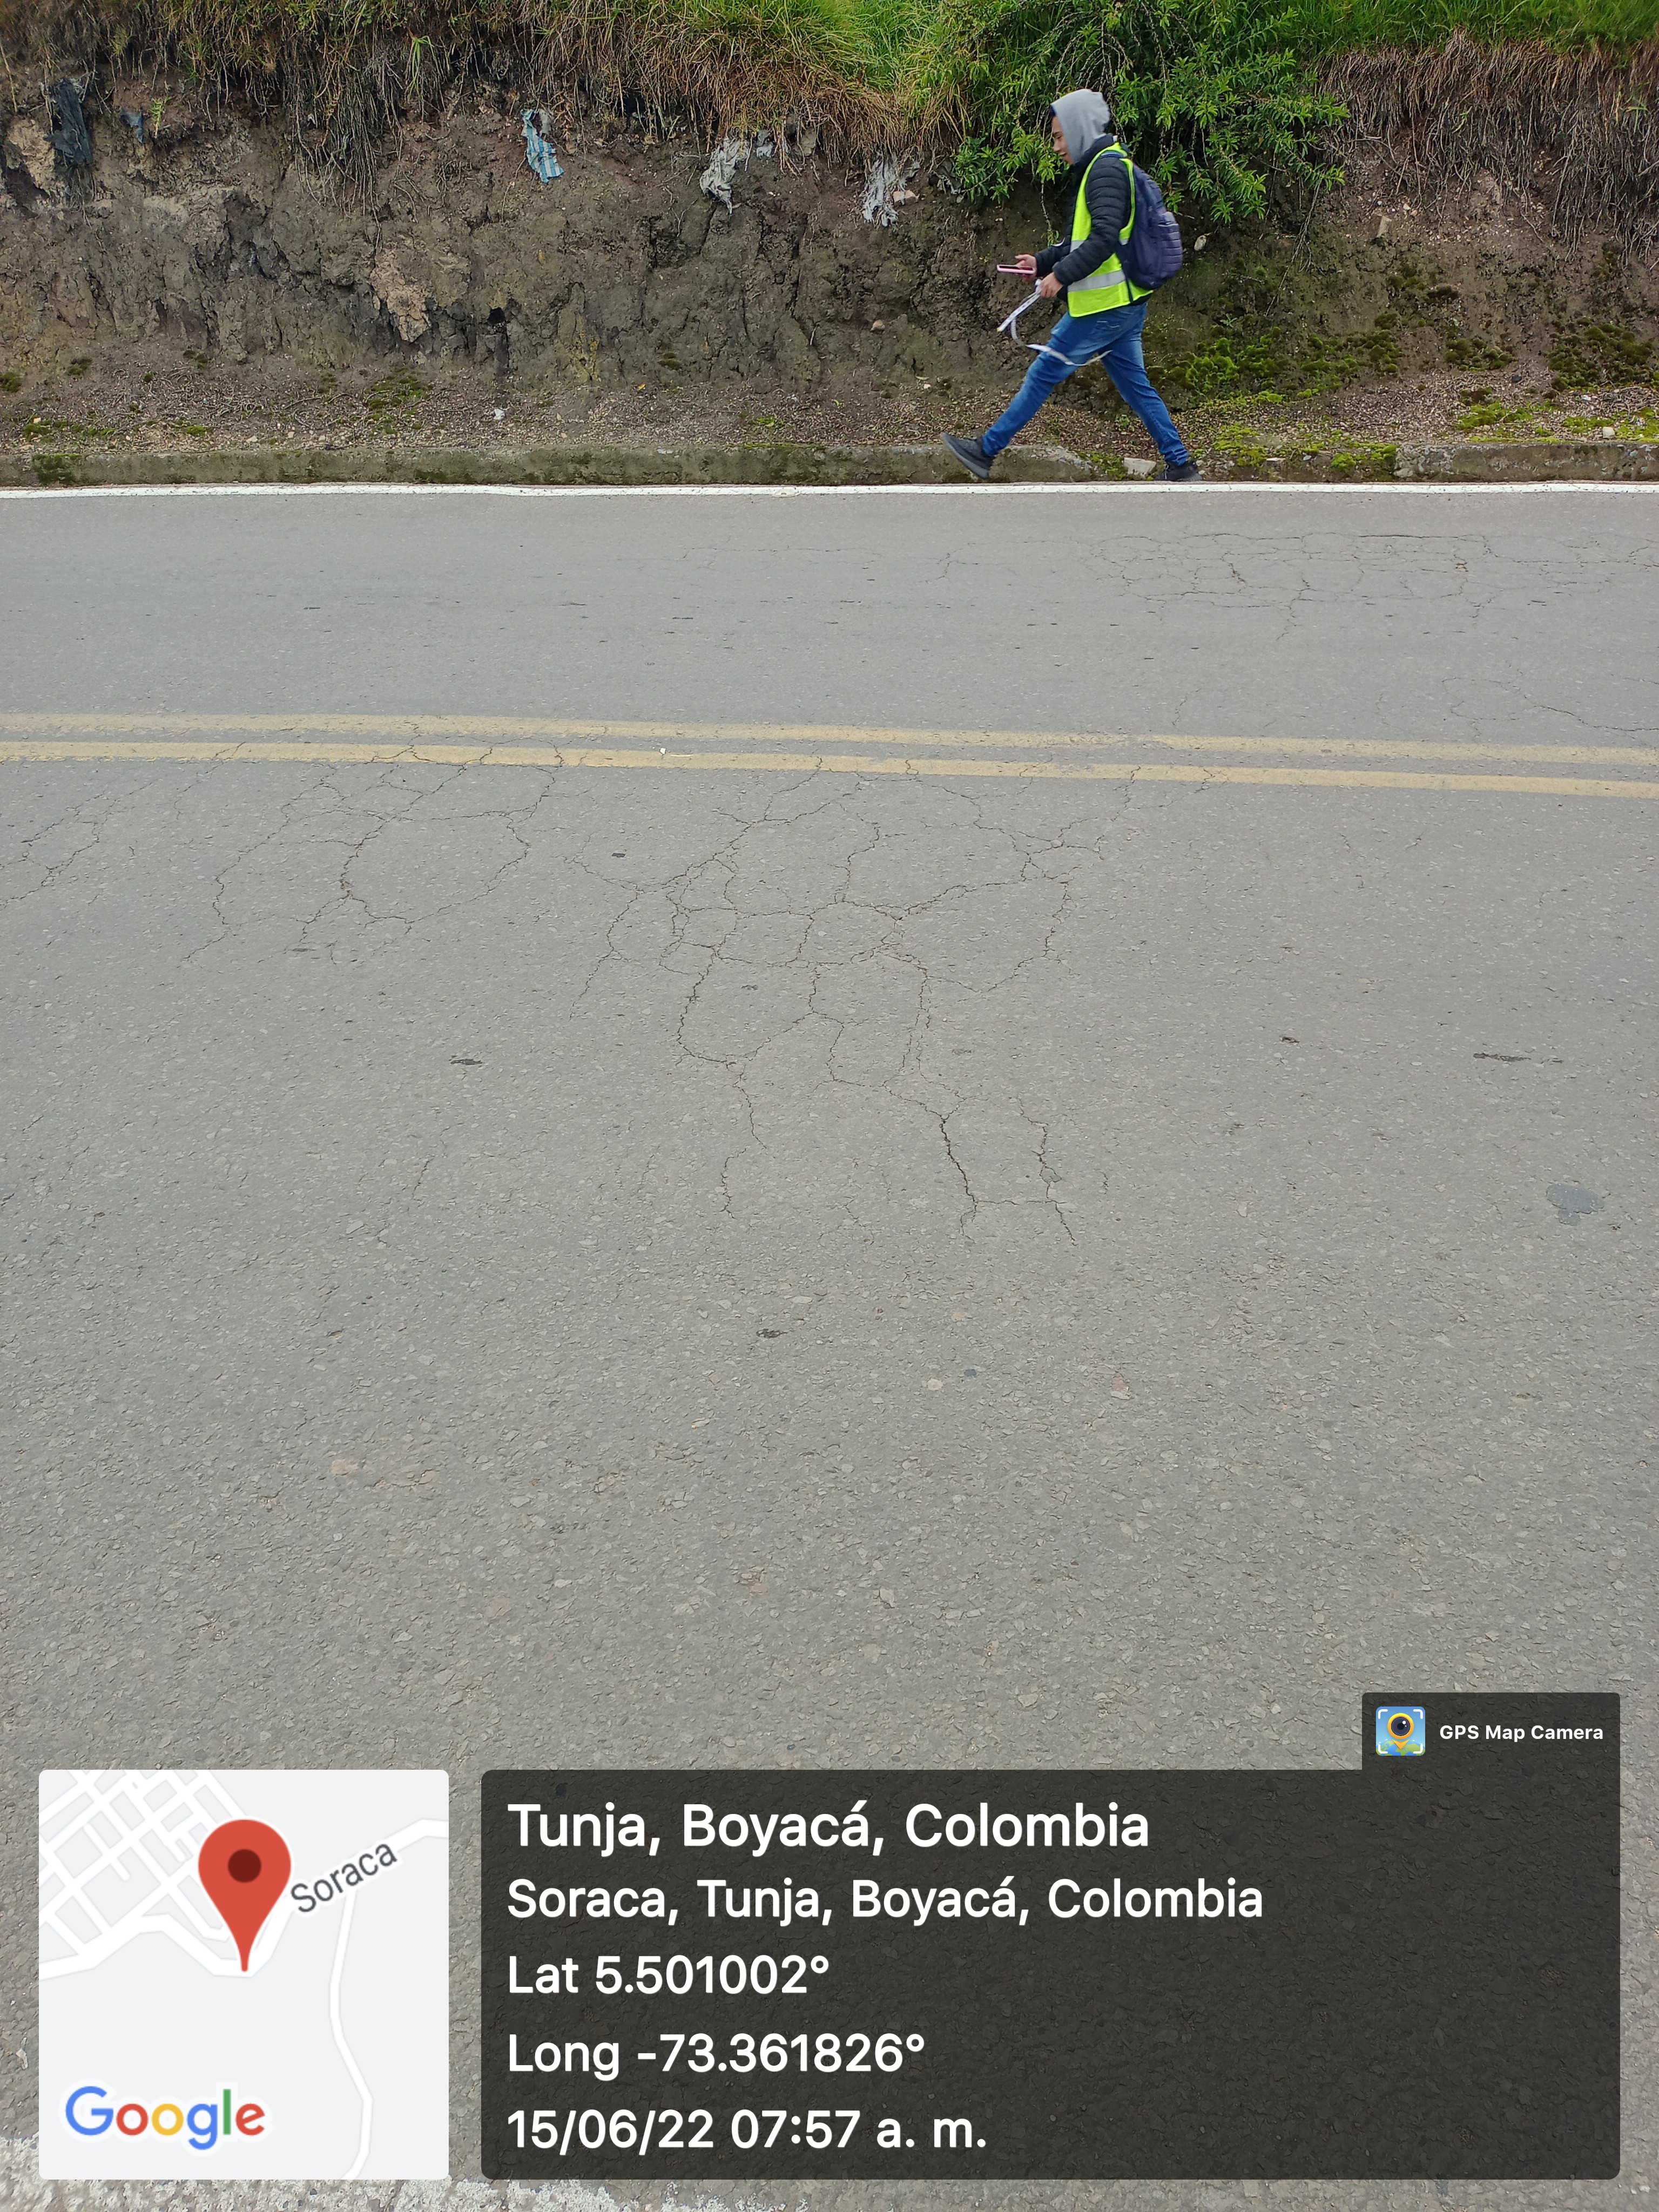 GPS Map Camera
Soraca
Google
Tunja, Boyacá, Colombia
Soraca, Tunja, Boyacá, Colombia
Lat 5.501002°
Long -73.361826°
15/06/22 07:57 a. m.